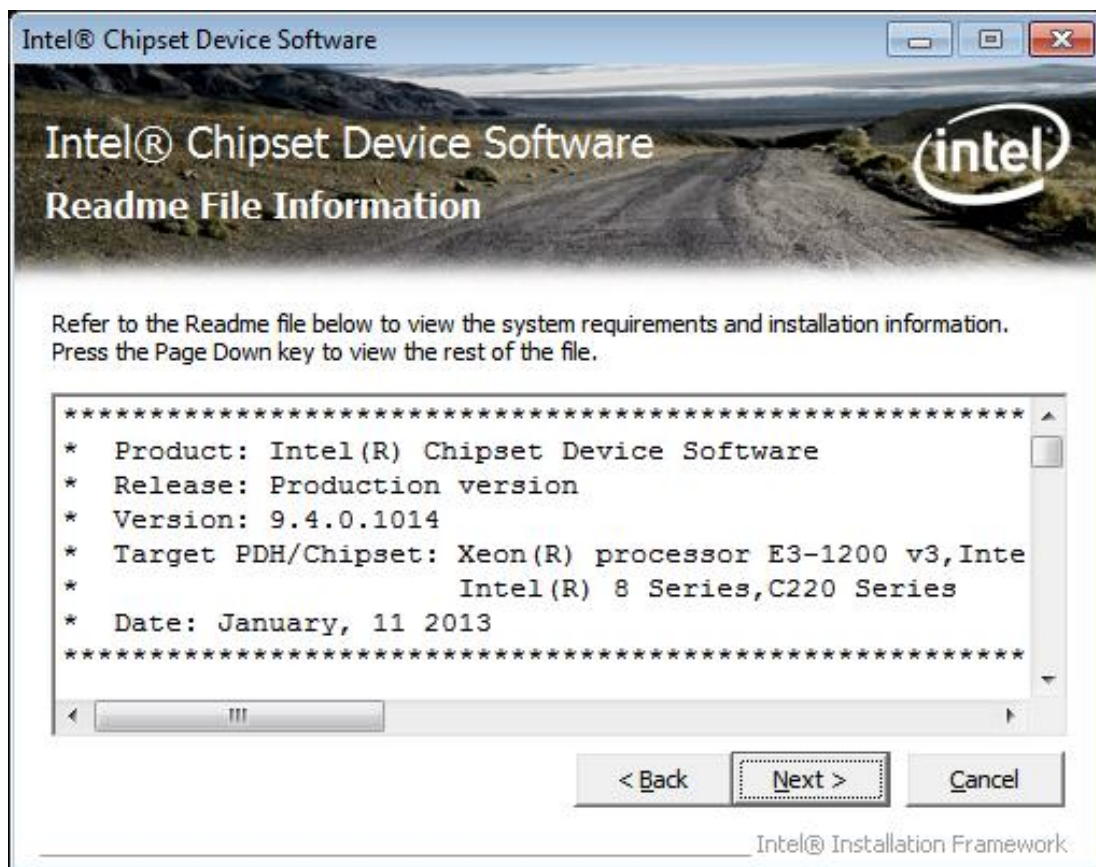 Intel® Chipset Device Software
Intel® Chipset Device Software
intel
Readme File Information
Refer to the Readme file below to view the system requirements and installation information.
Press the Page Down key to view the rest of the file.
********************************************************
* Product: Intel(R) Chipset Device Software
* Release: Production version
* Version: 9.4.0.1014
* Target PDH/Chipset: Xeon(R) processor E3-1200 v3,Inte
* Intel(R) 8 Series,C220 Series
* Date: January, 11 2013
********************************************************
< Back Next > Cancel
Intel® Installation Framework